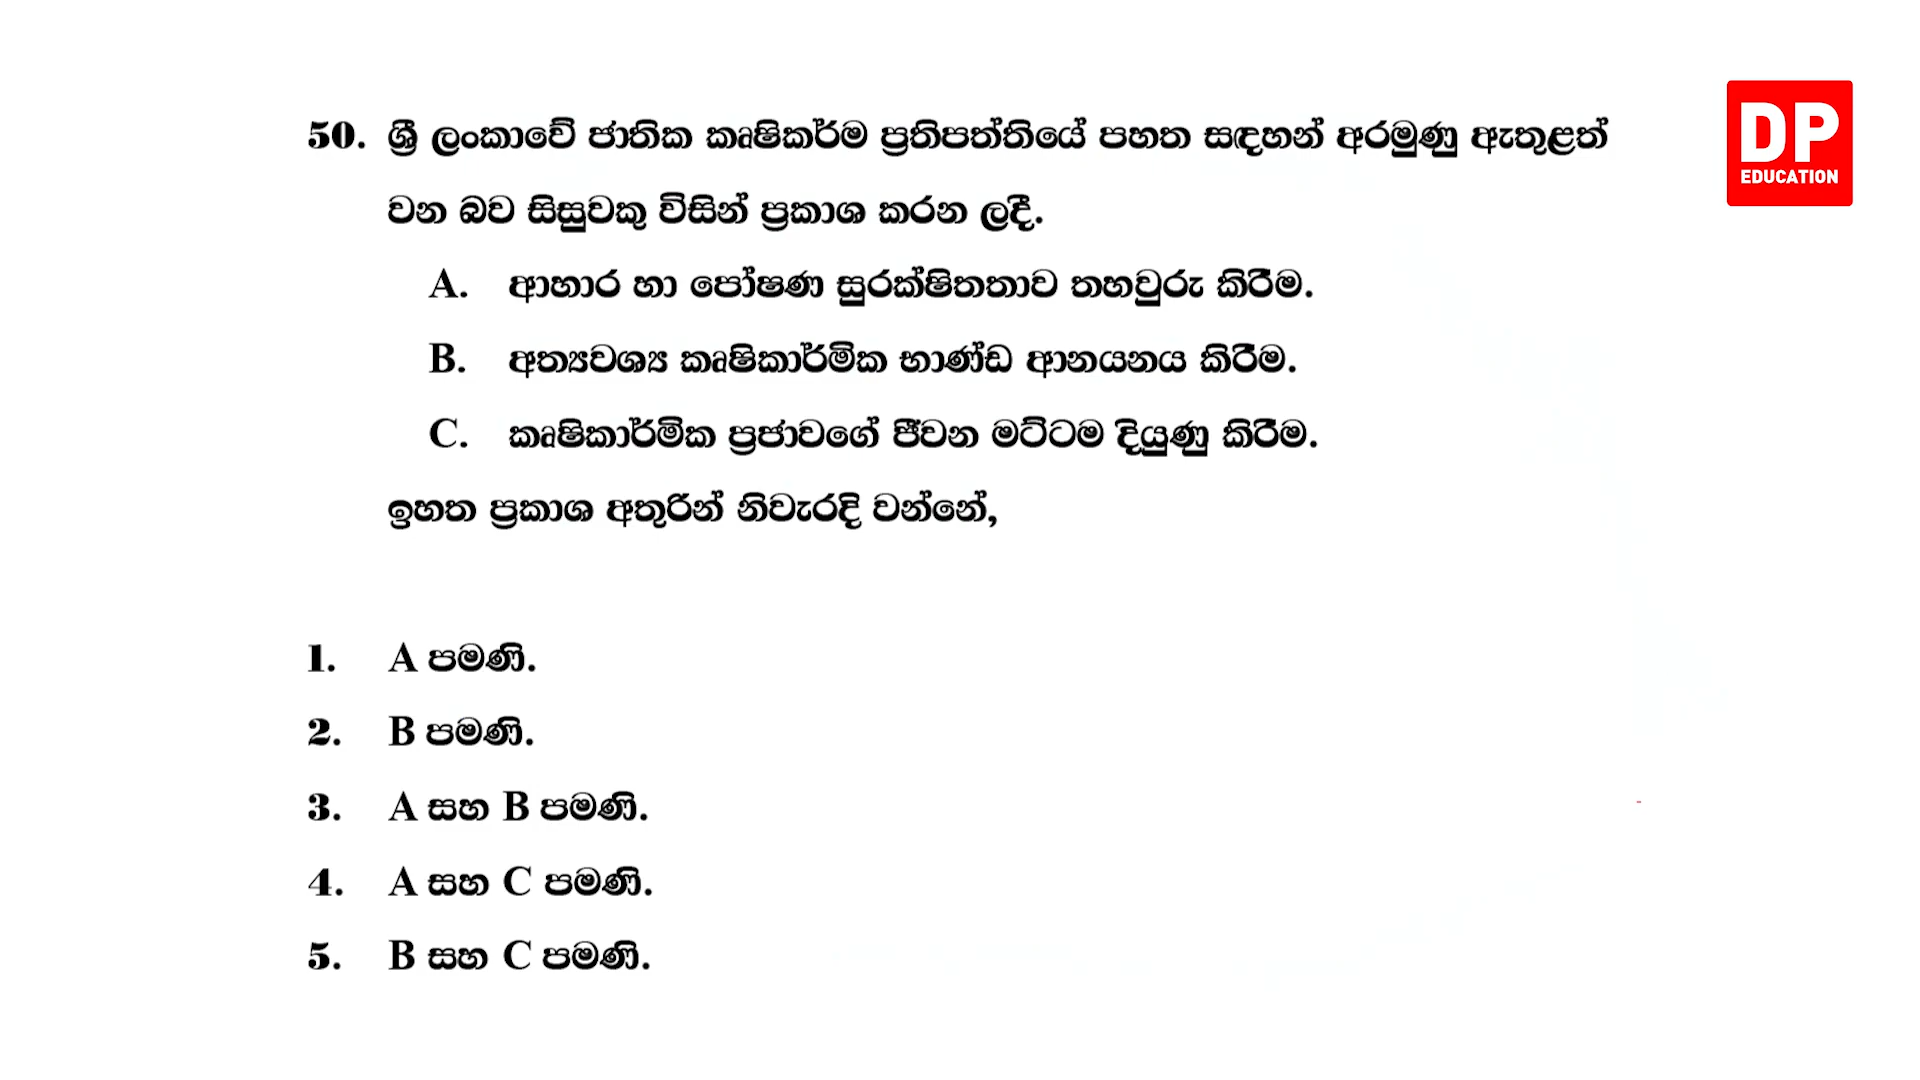 DP
EDUCATION
50. ශ්‍රී ලංකාවේ ජාතික කෘෂිකර්ම ප්‍රතිපත්තියේ පහත සඳහන් අරමුණු ඇතුළත්
වන බව සිසුවකු විසින් ප්‍රකාශ කරන ලදී.
A. ආහාර හා පෝෂණ සුරක්ෂිතතාව තහවුරු කිරීම.
B. අත්‍යවශ්‍ය කෘෂිකාර්මික භාණ්ඩ ආනයනය කිරීම.
C. කෘෂිකාර්මික ප්‍රජාවගේ ජීවන මට්ටම දියුණු කිරීම.
ඉහත ප්‍රකාශ අතුරින් නිවැරදි වන්නේ,
1. A පමණි.
2. B පමණි.
3. A සහ B පමණි.
4. A සහ C පමණි.
5. B සහ C පමණි.